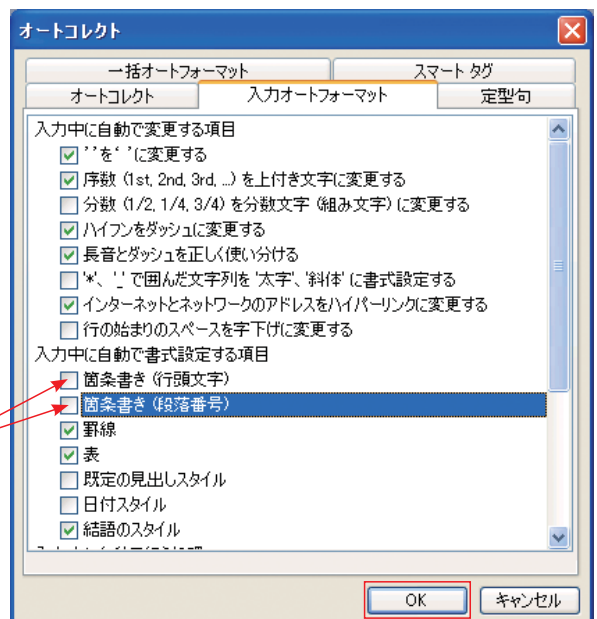 オートコレクト
一括オートフォーマット
スマート タグ
オートコレクト
入力オートフォーマット
定型句
入力中に自動で変更する項目
' 'を‘ ’に変更する
序数 (1st, 2nd, 3rd, ...) を上付き文字に変更する
分数 (1/2, 1/4, 3/4) を分数文字 (組み文字) に変更する
ハイフンをダッシュに変更する
長音とダッシュを正しく使い分ける
'*'、'_' で囲んだ文字列を '太字'、'斜体' に書式設定する
インターネットとネットワークのアドレスをハイパーリンクに変更する
行の始まりのスペースを字下げに変更する
入力中に自動で書式設定する項目
箇条書き (行頭文字)
箇条書き (段落番号)
罫線
表
既定の見出しスタイル
日付スタイル
結語のスタイル
OK
キャンセル